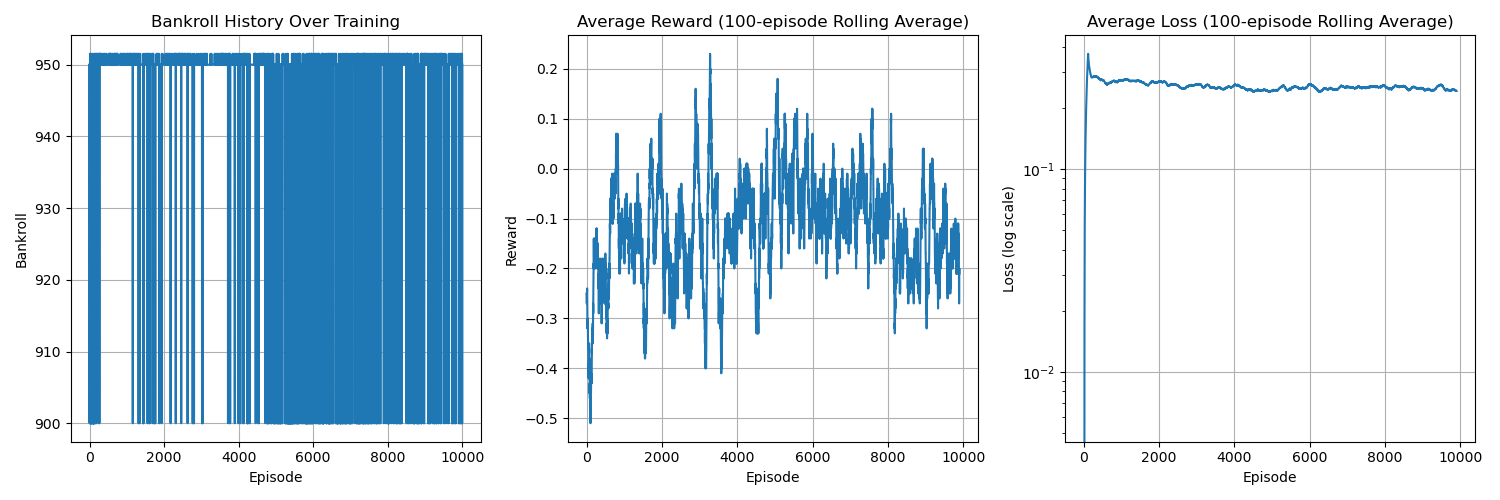 Bankroll History Over Training
Bankroll
950
940
930
920
910
900
0 2000 4000 6000 8000 10000
Episode
Average Reward (100-episode Rolling Average)
Reward
0.2
0.1
0.0
−0.1
−0.2
−0.3
−0.4
−0.5
0 2000 4000 6000 8000 10000
Episode
Average Loss (100-episode Rolling Average)
Loss (log scale)
10⁻¹
10⁻²
0 2000 4000 6000 8000 10000
Episode